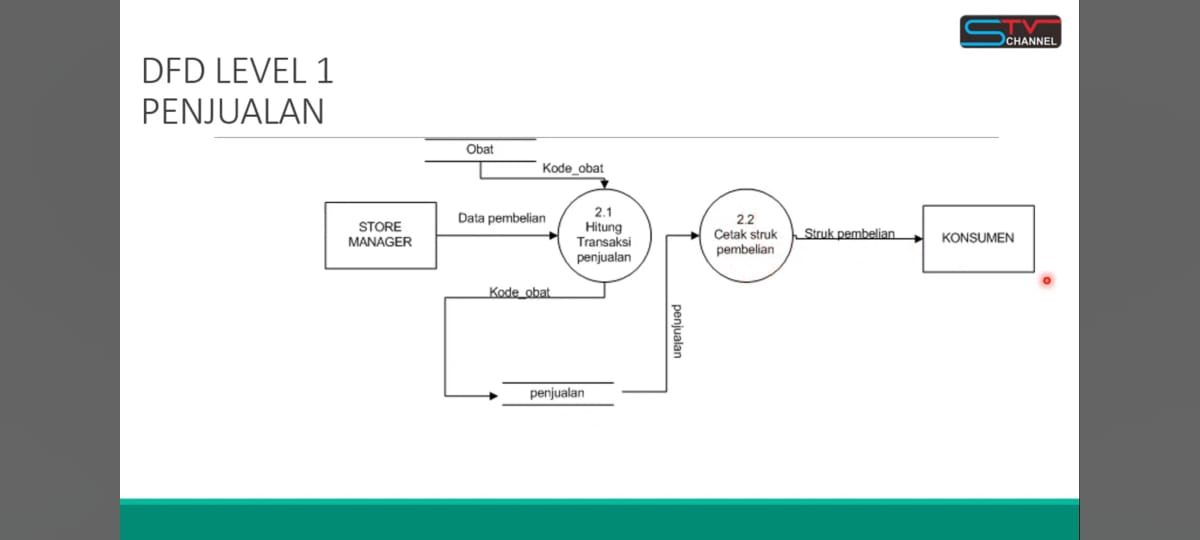 STV
CHANNEL
DFD LEVEL 1
PENJUALAN
Obat
Kode_obat
STORE
MANAGER
Data pembelian
2.1
Hitung
Transaksi
penjualan
2.2
Cetak struk
pembelian
Struk pembelian
KONSUMEN
Kode_obat
penjualan
penjualan